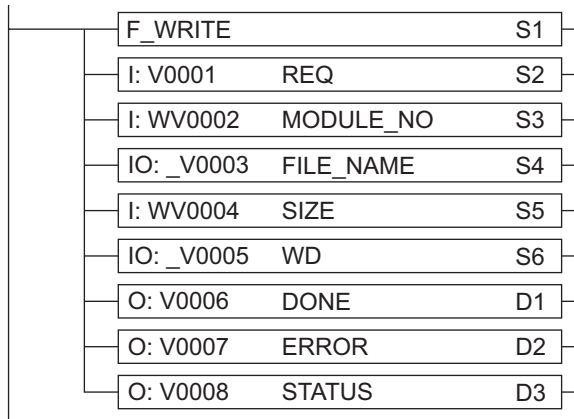 F_WRITE S1
I: V0001 REQ S2
I: WV0002 MODULE_NO S3
IO: _V0003 FILE_NAME S4
I: WV0004 SIZE S5
IO: _V0005 WD S6
O: V0006 DONE D1
O: V0007 ERROR D2
O: V0008 STATUS D3